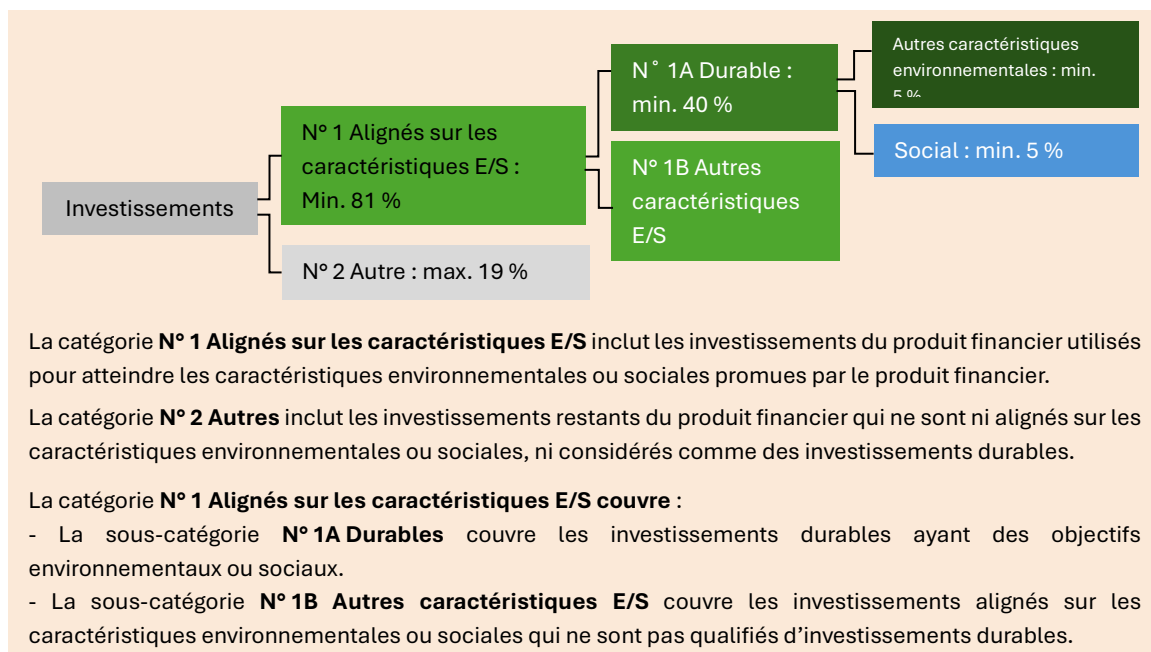 Investissements
N° 1 Alignés sur les
caractéristiques E/S :
Min. 81 %
N° 2 Autre : max. 19 %
N° 1A Durable :
min. 40 %
N° 1B Autres
caractéristiques
E/S
Autres caractéristiques
environnementales : min.
5 %
Social : min. 5 %
La catégorie N° 1 Alignés sur les caractéristiques E/S inclut les investissements du produit financier utilisés
pour atteindre les caractéristiques environnementales ou sociales promues par le produit financier.
La catégorie N° 2 Autres inclut les investissements restants du produit financier qui ne sont ni alignés sur les
caractéristiques environnementales ou sociales, ni considérés comme des investissements durables.
La catégorie N° 1 Alignés sur les caractéristiques E/S couvre :
- La sous-catégorie N° 1A Durables couvre les investissements durables ayant des objectifs
environnementaux ou sociaux.
- La sous-catégorie N° 1B Autres caractéristiques E/S couvre les investissements alignés sur les
caractéristiques environnementales ou sociales qui ne sont pas qualifiés d’investissements durables.